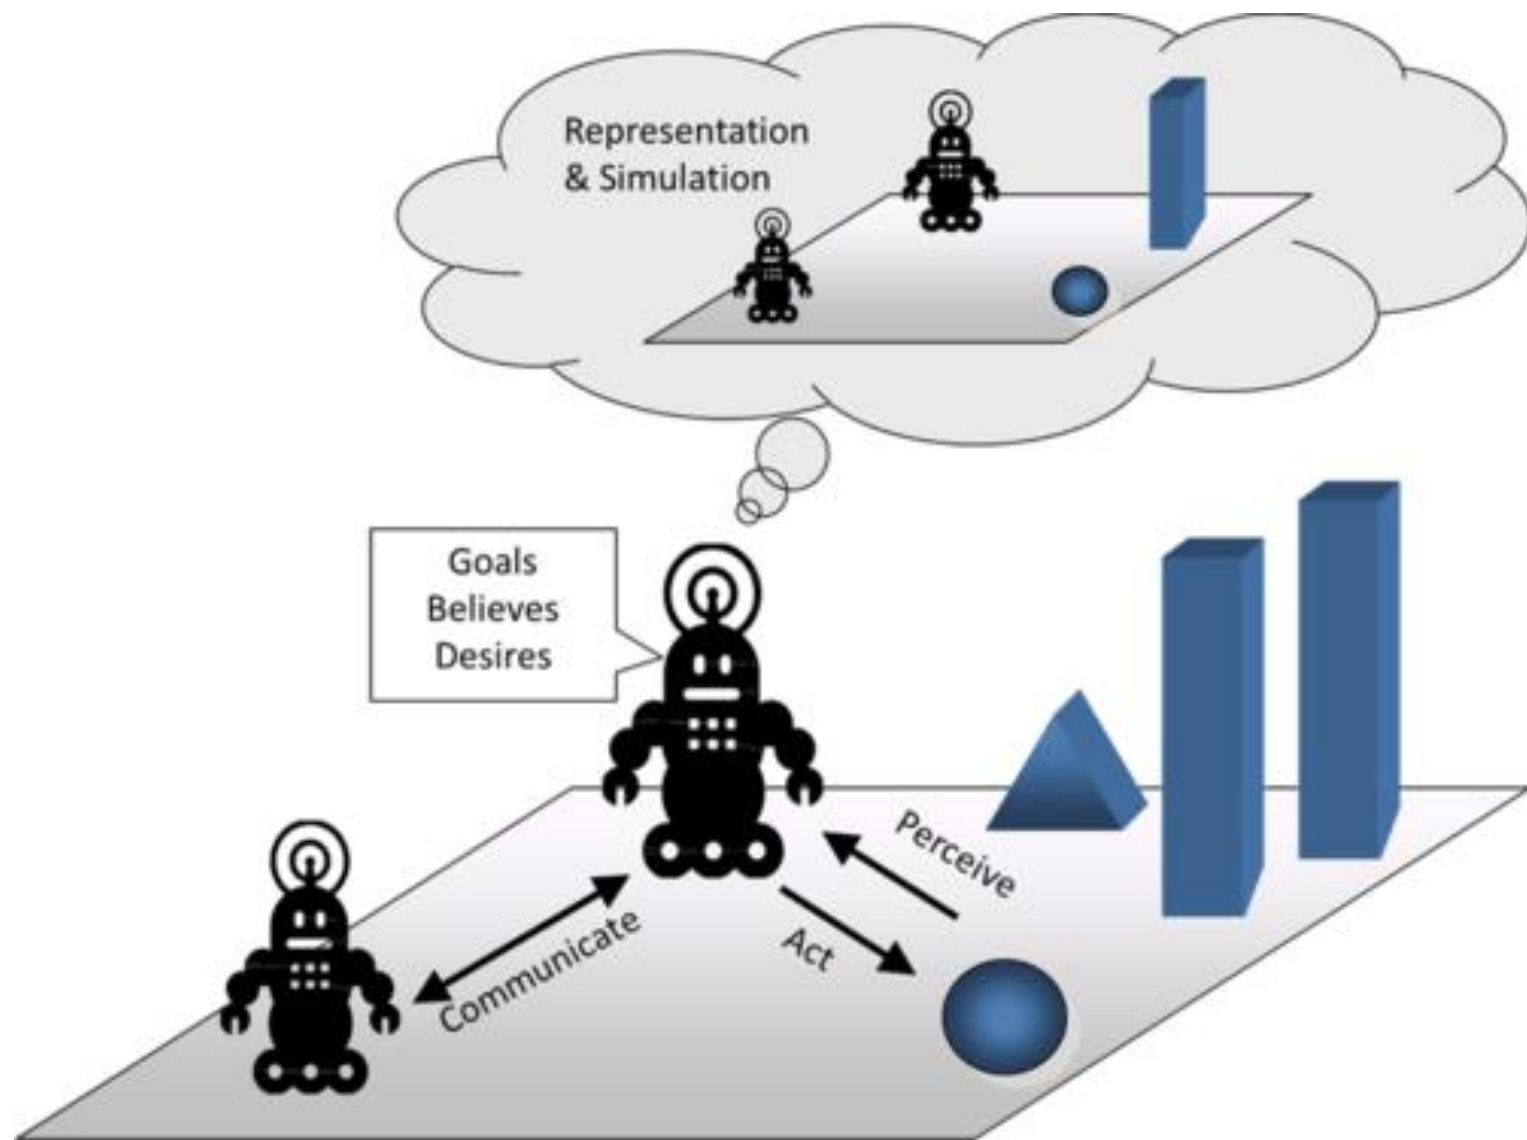 Representation
& Simulation
Goals
Believes
Desires
Perceive
Act
Communicate